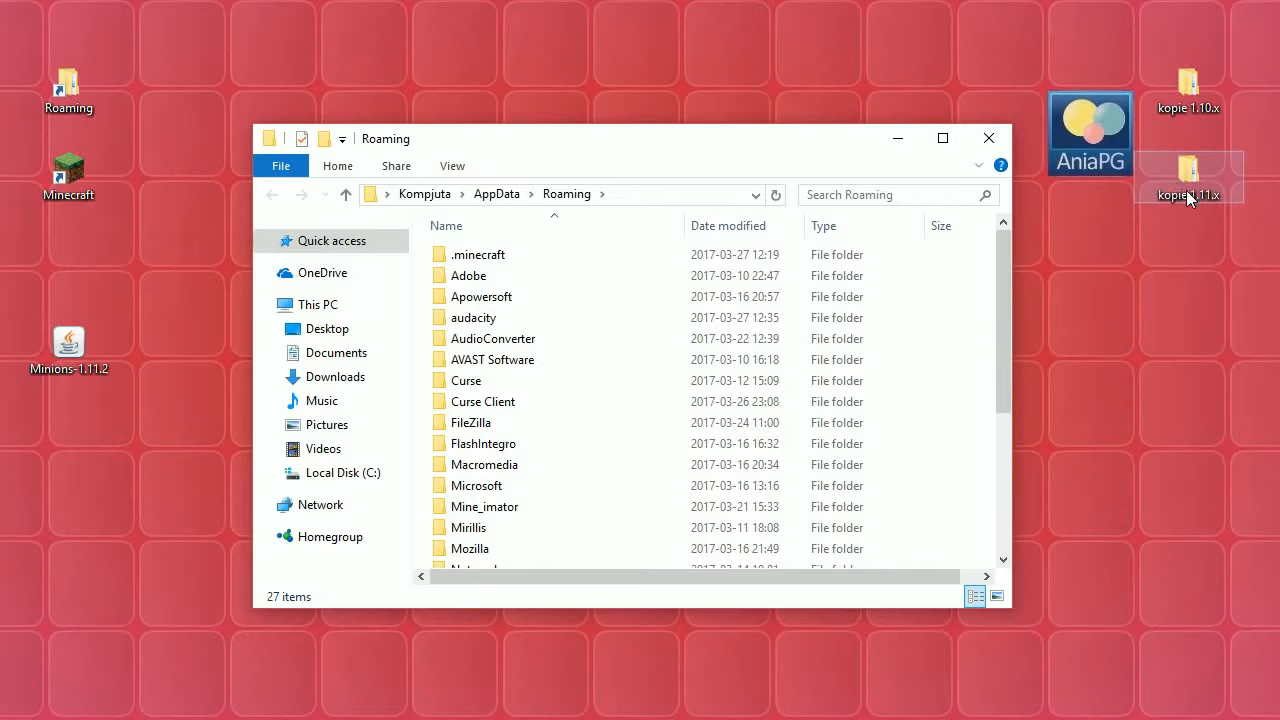 Roaming
Minecraft
Minions-1.11.2
Roaming
File
Home
Share
View
Kompjuta
AppData
Roaming
Search Roaming
Quick access
OneDrive
This PC
Desktop
Documents
Downloads
Music
Pictures
Videos
Local Disk (C:)
Network
Homegroup
Name Date modified Type Size
.minecraft 2017-03-27 12:19 File folder
Adobe 2017-03-10 22:47 File folder
Apowersoft 2017-03-16 20:57 File folder
audacity 2017-03-27 12:35 File folder
AudioConverter 2017-03-22 12:39 File folder
AVAST Software 2017-03-10 16:18 File folder
Curse 2017-03-12 15:09 File folder
Curse Client 2017-03-26 23:08 File folder
FileZilla 2017-03-24 11:00 File folder
FlashIntegro 2017-03-16 16:32 File folder
Macromedia 2017-03-16 20:34 File folder
Microsoft 2017-03-16 13:16 File folder
Mine_imator 2017-03-21 15:33 File folder
Mirillis 2017-03-11 18:08 File folder
Mozilla 2017-03-16 21:49 File folder
27 items
AniaPG
kopie 1.10.x
kopie 1.11.x